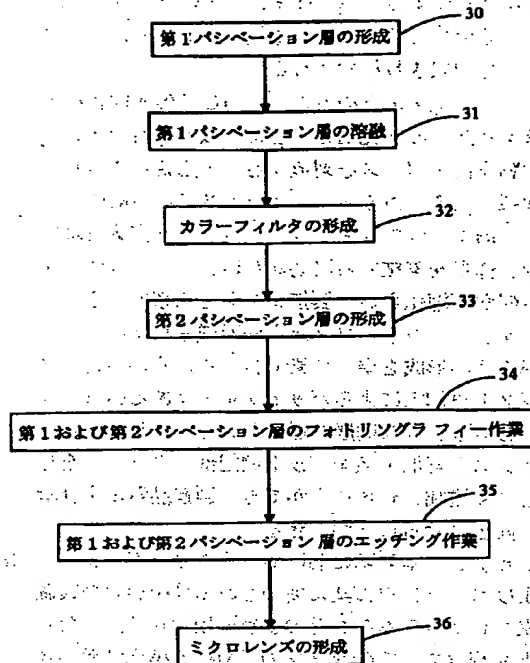 30
第1パシベーション層の形成
31
第1パシベーション層の溶融
32
カラーフィルタの形成
33
第2パシベーション層の形成
34
第1および第2パシベーション層のフォトリソグラ フィー作業
35
第1および第2パシベーション 層のエッチング作業
36
ミクロレンズの形成